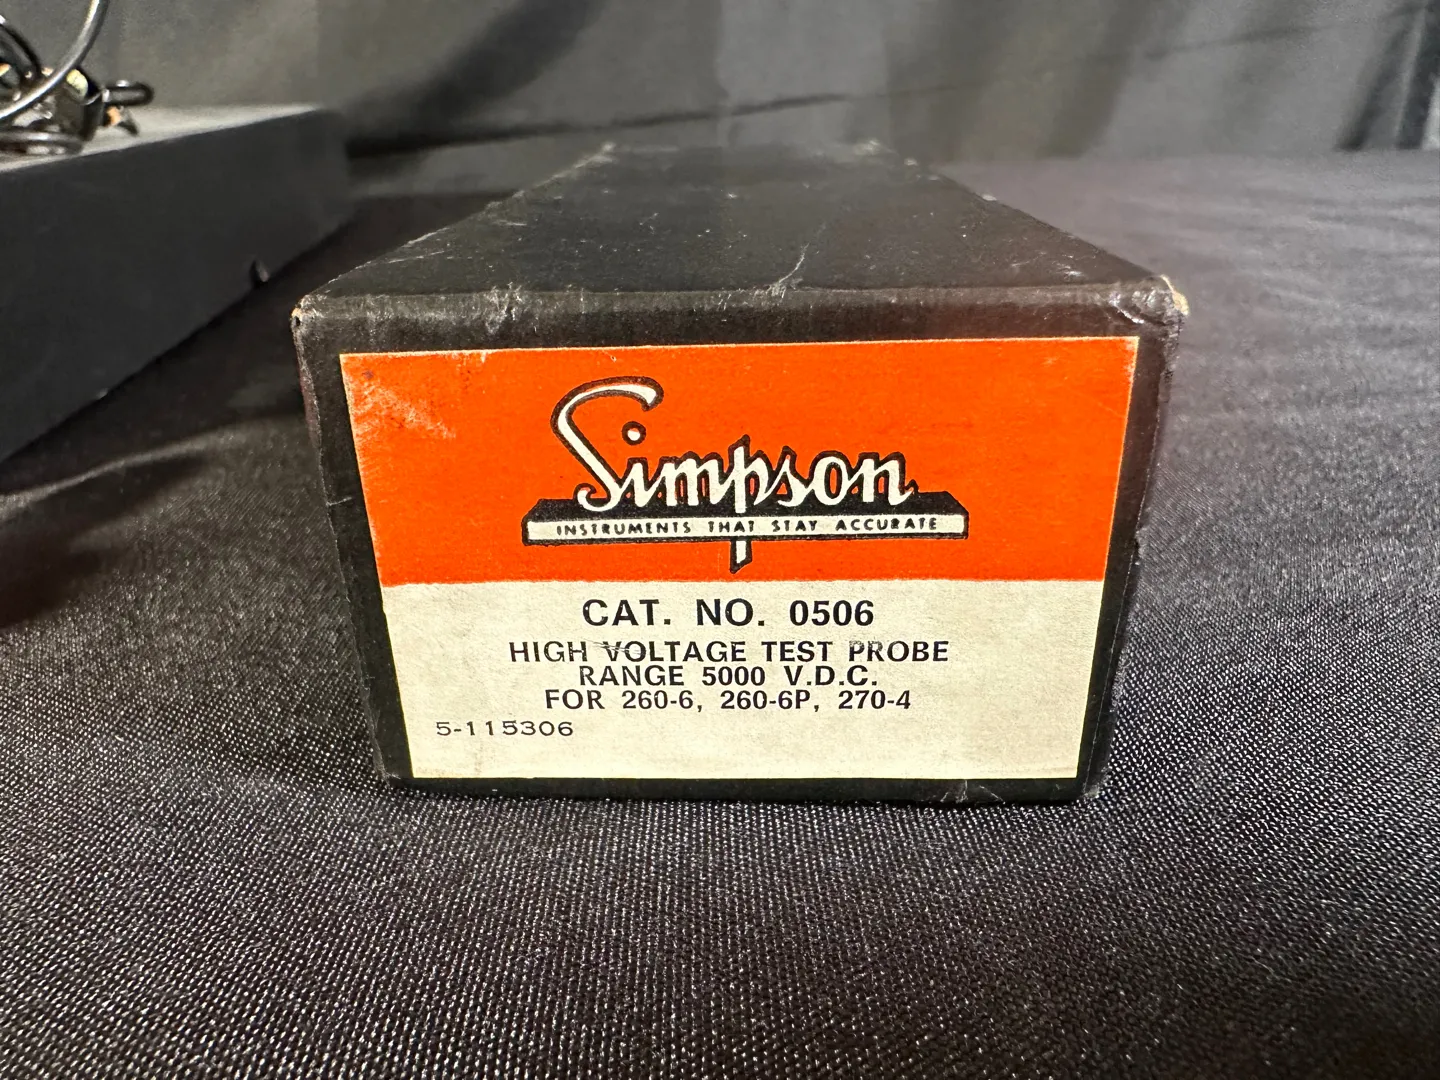 Simpson
INSTRUMENTS THAT STAY ACCURATE
CAT. NO. 0506
HIGH VOLTAGE TEST PROBE
RANGE 5000 V.D.C.
FOR 260-6, 260-6P, 270-4
5-115306